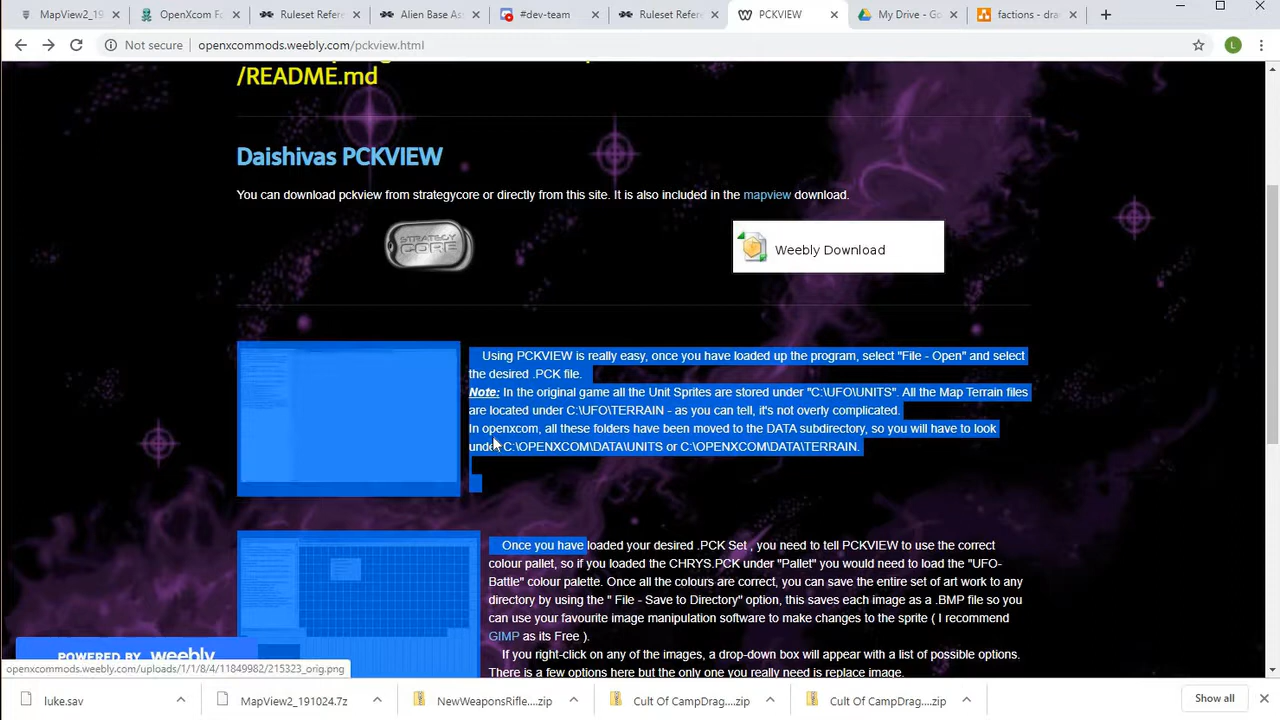 MapView2_19
OpenXcom Fo
Ruleset Refere
Alien Base Ass
#dev-team
Ruleset Refere
PCKVIEW
My Drive - Go
factions - dra
Not secure
openxcommods.weebly.com/pckview.html
L
/README.md
Daishivas PCKVIEW
You can download pckview from strategycore or directly from this site. It is also included in the mapview download.
STRATEGY
CORE
Weebly Download
Using PCKVIEW is really easy, once you have loaded up the program, select "File - Open" and select
the desired .PCK file.
Note: In the original game all the Unit Sprites are stored under "C:\UFO\UNITS". All the Map Terrain files
are located under C:\UFO\TERRAIN - as you can tell, it's not overly complicated.
In openxcom, all these folders have been moved to the DATA subdirectory, so you will have to look
under C:\OPENXCOM\DATA\UNITS or C:\OPENXCOM\DATA\TERRAIN.
Once you have loaded your desired .PCK Set , you need to tell PCKVIEW to use the correct
colour pallet, so if you loaded the CHRYS.PCK under "Pallet" you would need to load the "UFO-
Battle" colour palette. Once all the colours are correct, you can save the entire set of art work to any
directory by using the " File - Save to Directory" option, this saves each image as a .BMP file so you
can use your favourite image manipulation software to make changes to the sprite ( I recommend
GIMP as its Free ).
If you right-click on any of the images, a drop-down box will appear with a list of possible options.
There is a few options here but the only one you really need is replace image.
POWERED BY weebly
openxcommods.weebly.com/uploads/1/1/8/4/11849982/215323_orig.png
luke.sav
MapView2_191024.7z
NewWeaponsRifle....zip
Cult Of CampDrag....zip
Cult Of CampDrag....zip
Show all